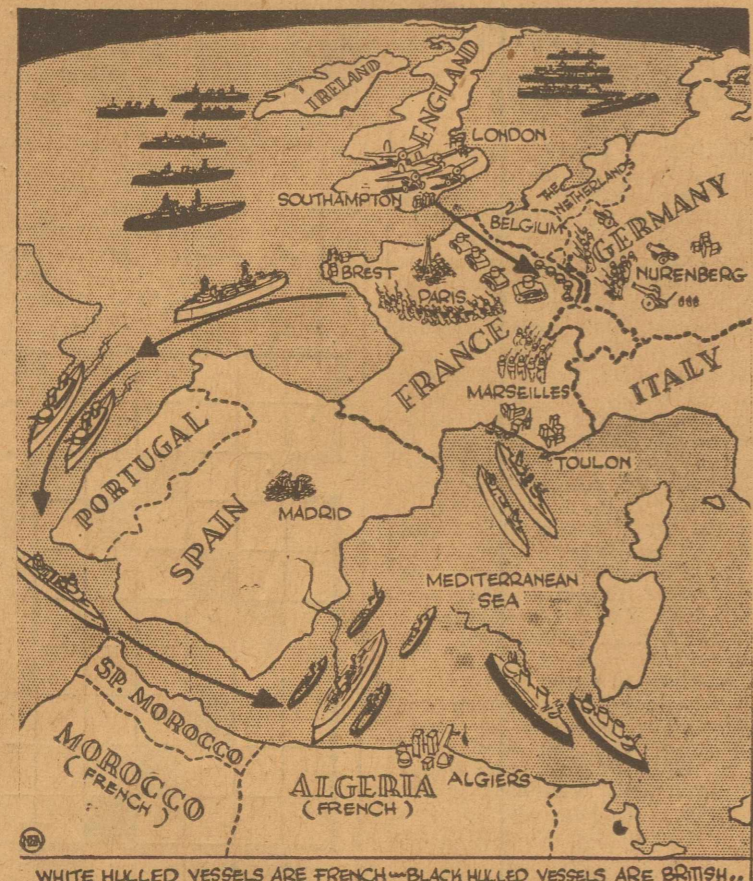 IRELAND
ENGLAND
LONDON
SOUTHAMPTON
THE
NETHERLANDS
BELGIUM
GERMANY
BREST
PARIS
NURENBERG
FRANCE
MARSEILLES
ITALY
TOULON
PORTUGAL
SPAIN
MADRID
MEDITERRANEAN
SEA
SP. MOROCCO
MOROCCO
(FRENCH)
ALGERIA
(FRENCH)
ALGIERS
NEA
WHITE HULLED VESSELS ARE FRENCH—BLACK HULLED VESSELS ARE BRITISH..